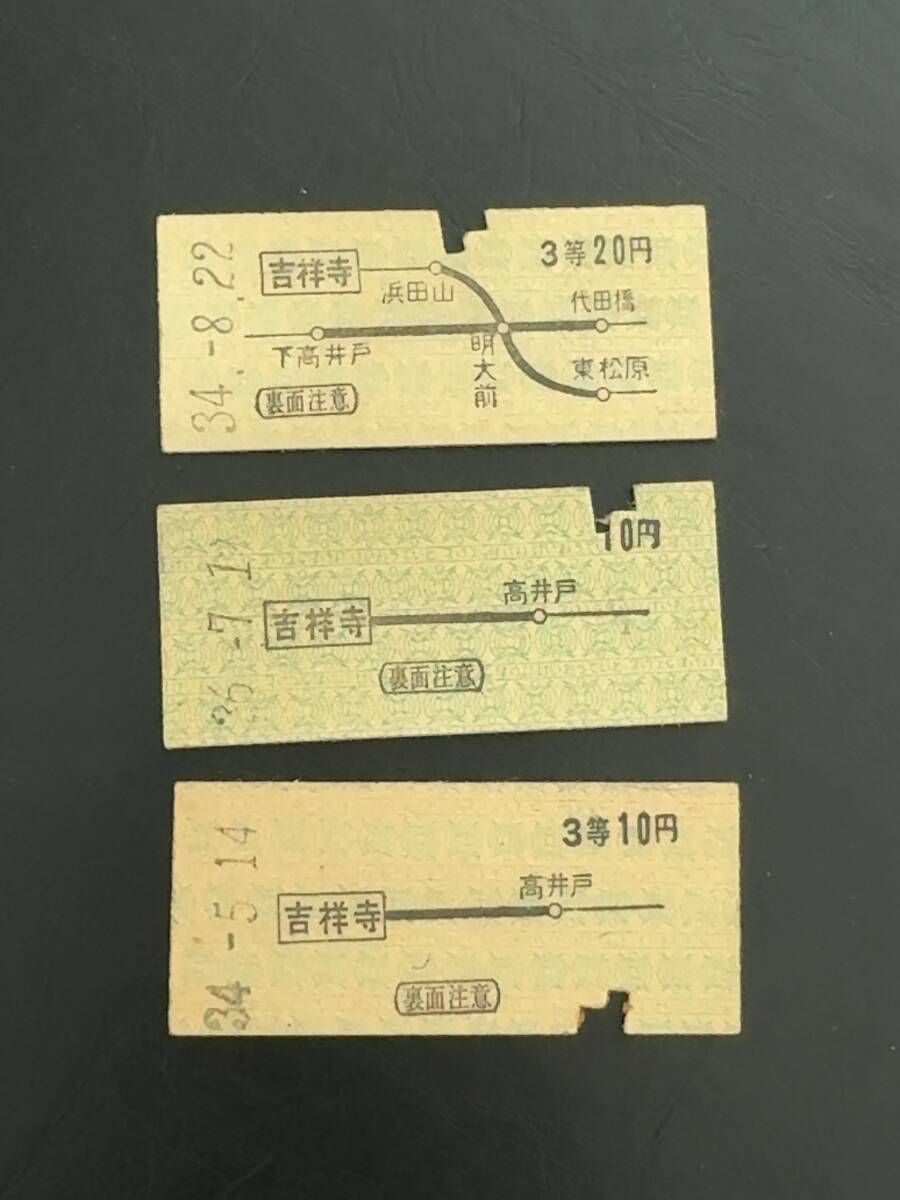 34.-8.22
吉祥寺
3等20円
浜田山
代田橋
下高井戸
明大前
東松原
裏面注意
-7
10円
高井戸
吉祥寺
裏面注意
34-5 14
3等10円
高井戸
吉祥寺
裏面注意